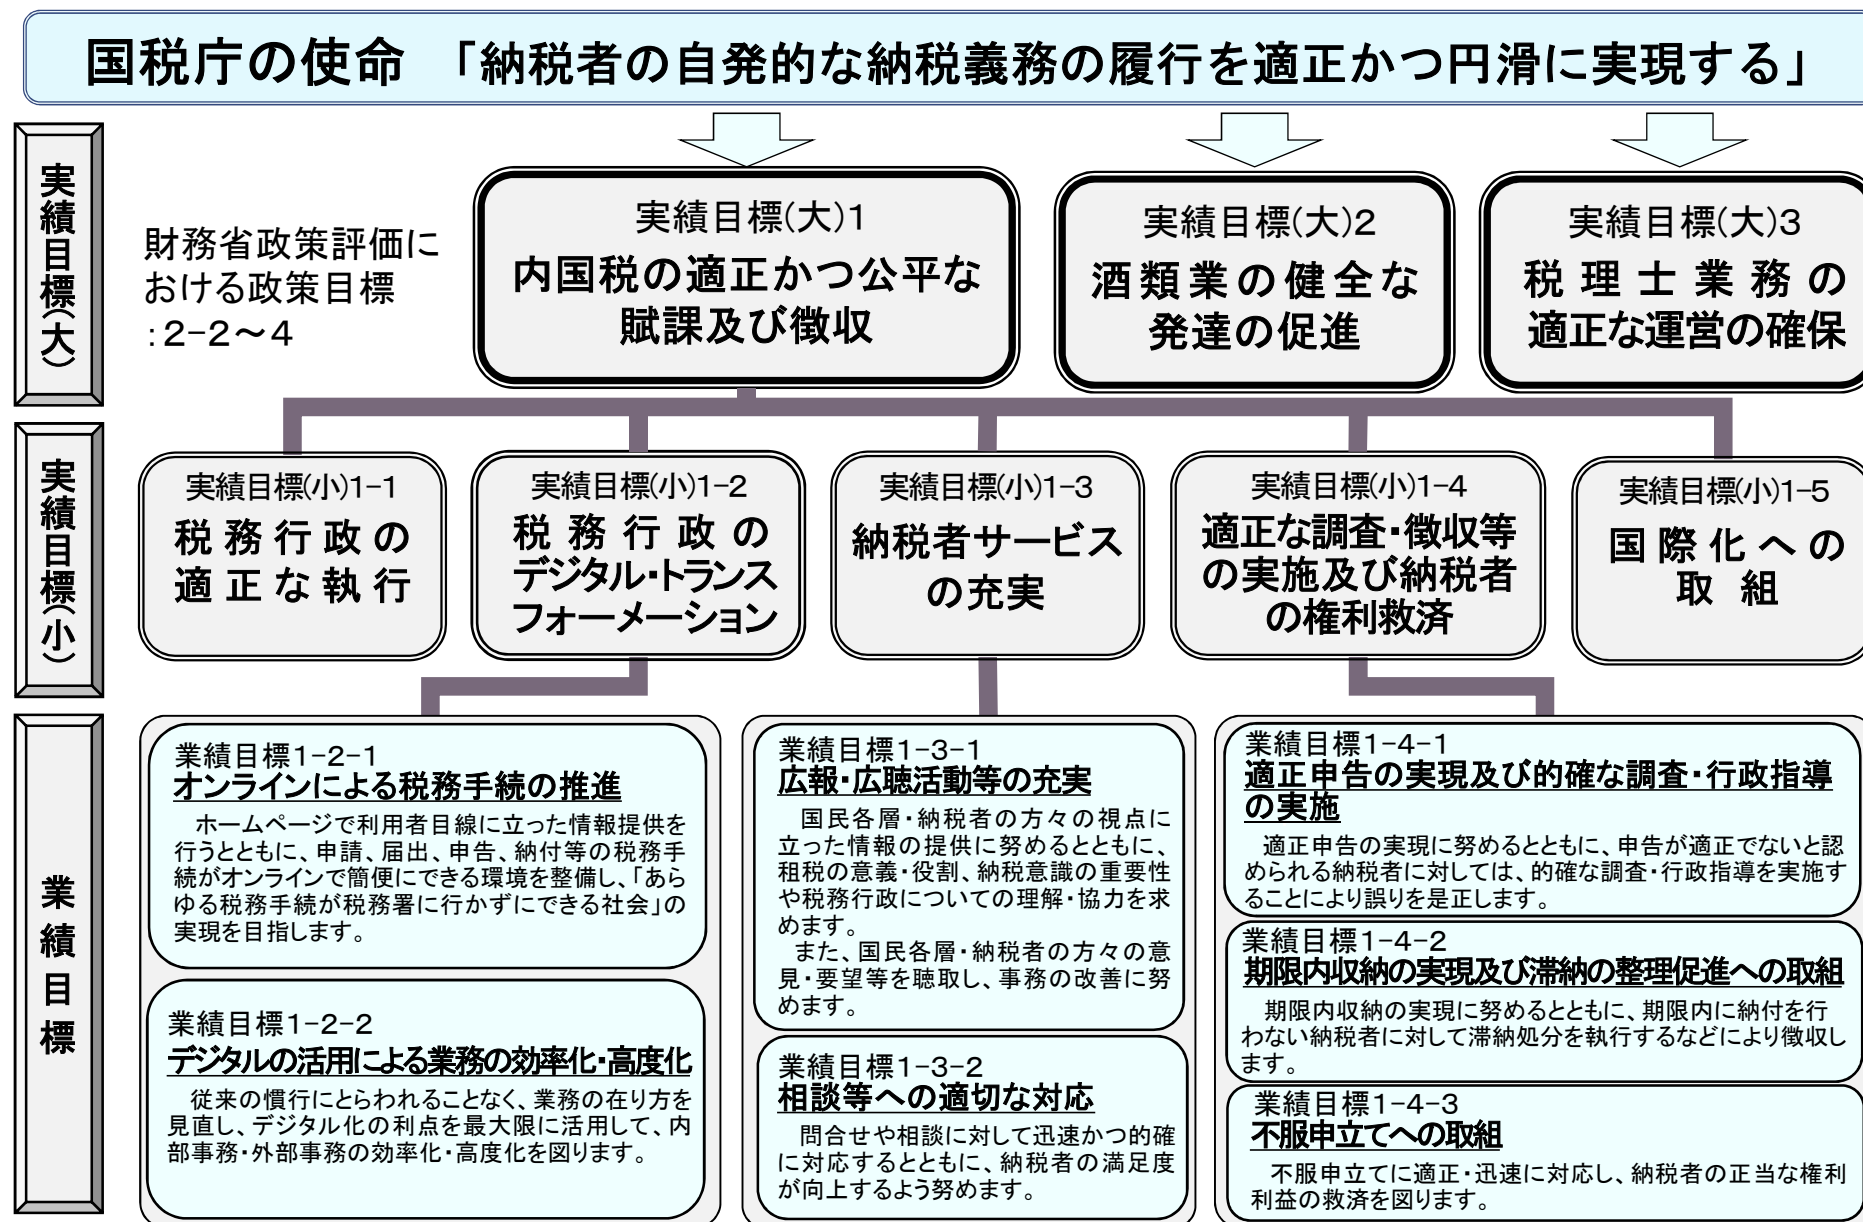 国税庁の使命　「納税者の自発的な納税義務の履行を適正かつ円滑に実現する」
実績目標(大)
財務省政策評価に
おける政策目標
:2-2～4
実績目標(大)1
内国税の適正かつ公平な
賦課及び徴収
実績目標(大)2
酒類業の健全な
発達の促進
実績目標(大)3
税理士業務の
適正な運営の確保
実績目標(小)
実績目標(小)1-1
税務行政の
適正な執行
実績目標(小)1-2
税務行政の
デジタル・トランス
フォーメーション
実績目標(小)1-3
納税者サービス
の充実
実績目標(小)1-4
適正な調査・徴収等
の実施及び納税者
の権利救済
実績目標(小)1-5
国際化への
取組
業績目標
業績目標1-2-1
オンラインによる税務手続の推進
ホームページで利用者目線に立った情報提供を
行うとともに、申請、届出、申告、納付等の税務手
続がオンラインで簡便にできる環境を整備し、「あら
ゆる税務手続が税務署に行かずにできる社会」の
実現を目指します。
業績目標1-2-2
デジタルの活用による業務の効率化・高度化
従来の慣行にとらわれることなく、業務の在り方を
見直し、デジタル化の利点を最大限に活用して、内
部事務・外部事務の効率化・高度化を図ります。
業績目標1-3-1
広報・広聴活動等の充実
国民各層・納税者の方々の視点に
立った情報の提供に努めるとともに、
租税の意義・役割、納税意識の重要性
や税務行政についての理解・協力を求
めます。
また、国民各層・納税者の方々の意
見・要望等を聴取し、事務の改善に努
めます。
業績目標1-3-2
相談等への適切な対応
問合せや相談に対して迅速かつ的確
に対応するとともに、納税者の満足度
が向上するよう努めます。
業績目標1-4-1
適正申告の実現及び的確な調査・行政指導
の実施
適正申告の実現に努めるとともに、申告が適正でないと認
められる納税者に対しては、的確な調査・行政指導を実施す
ることにより誤りを是正します。
業績目標1-4-2
期限内収納の実現及び滞納の整理促進への取組
期限内収納の実現に努めるとともに、期限内に納付を行
わない納税者に対して滞納処分を執行するなどにより徴収し
ます。
業績目標1-4-3
不服申立てへの取組
不服申立てに適正・迅速に対応し、納税者の正当な権利
利益の救済を図ります。